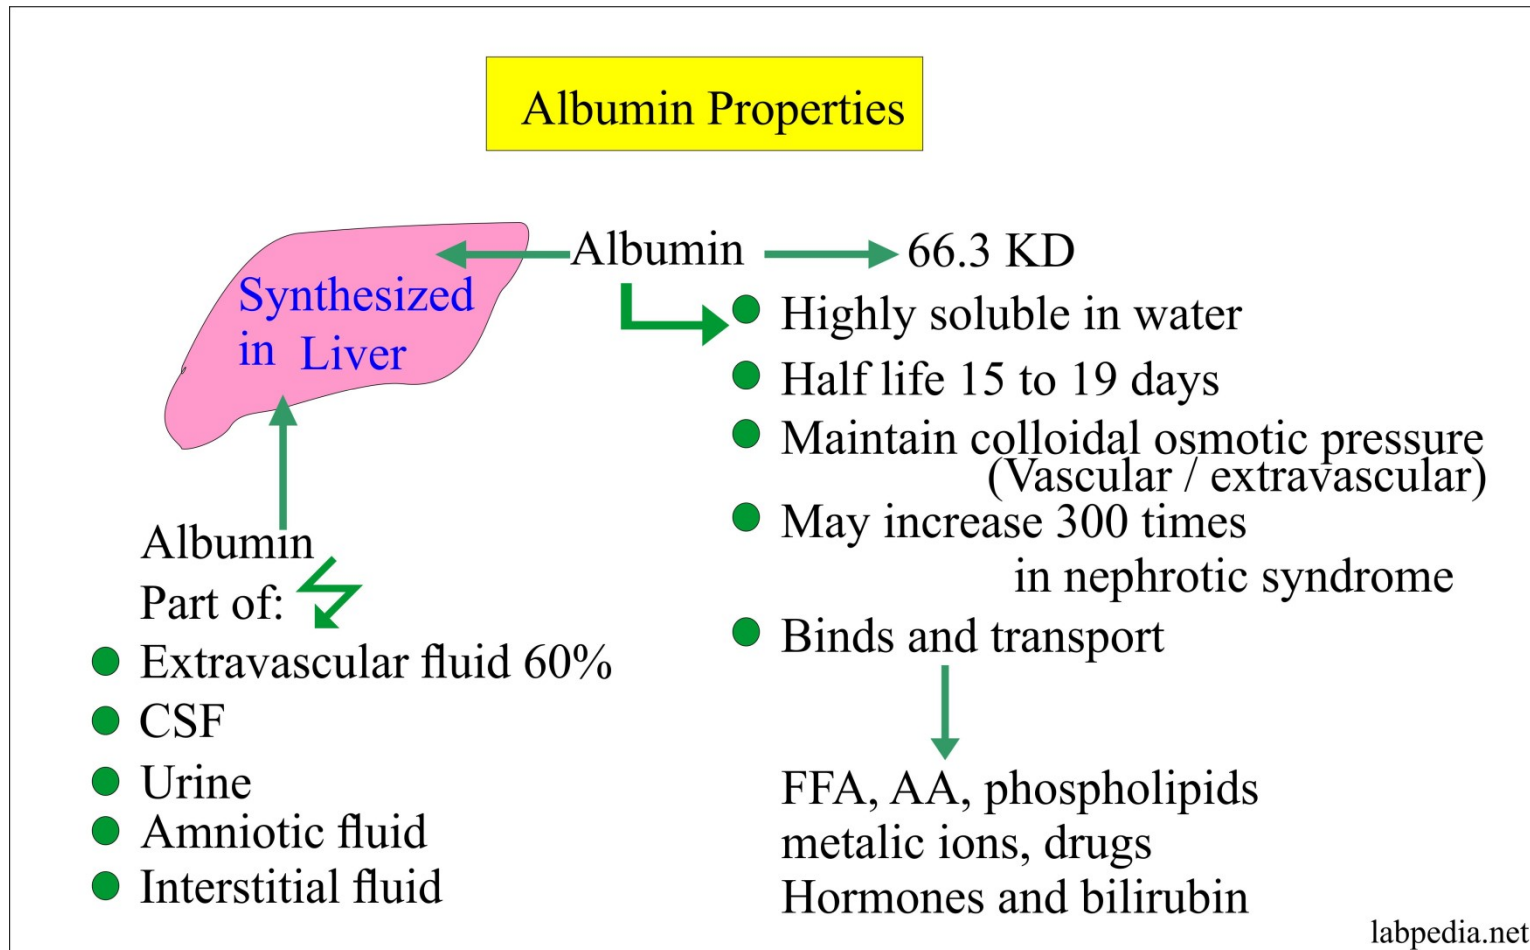 Albumin Properties
Albumin
66.3 KD
Synthesized
in Liver
Highly soluble in water
Half life 15 to 19 days
Maintain colloidal osmotic pressure
(Vascular / extravascular)
May increase 300 times
in nephrotic syndrome
Binds and transport
FFA, AA, phospholipids
metalic ions, drugs
Hormones and bilirubin
Albumin
Part of:
Extravascular fluid 60%
CSF
Urine
Amniotic fluid
Interstitial fluid
labpedia.net